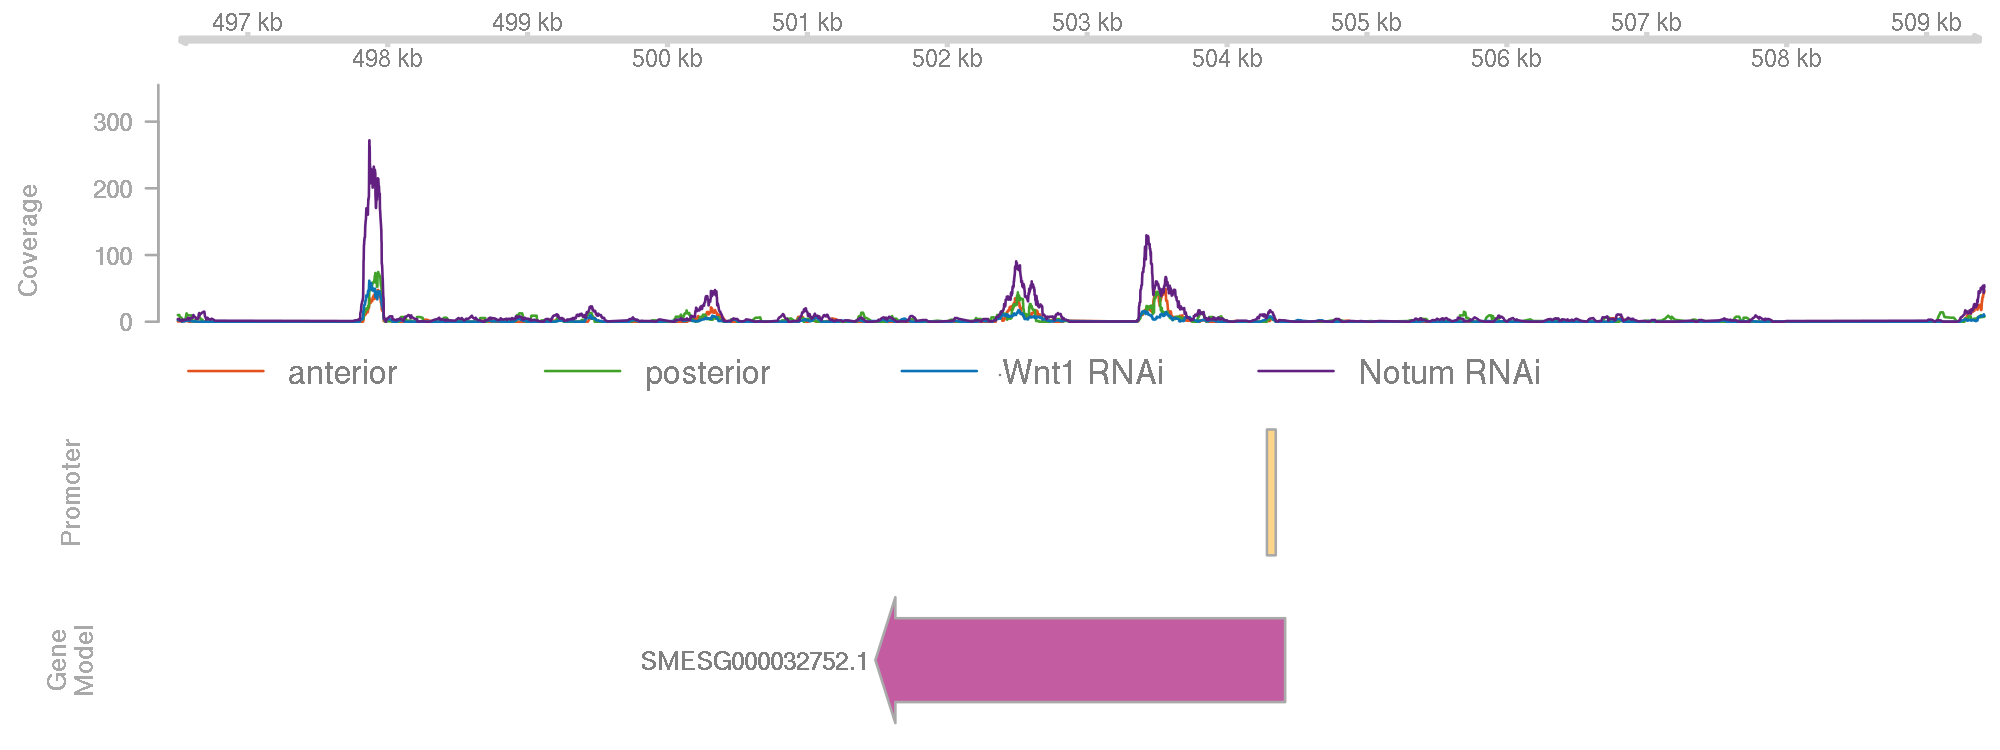 497 kb 499 kb 501 kb 503 kb 505 kb 507 kb 509 kb
498 kb 500 kb 502 kb 504 kb 506 kb 508 kb
Coverage
300
200
100
0
anterior posterior Wnt1 RNAi Notum RNAi
Promoter
Gene
Model
SMESG000032752.1